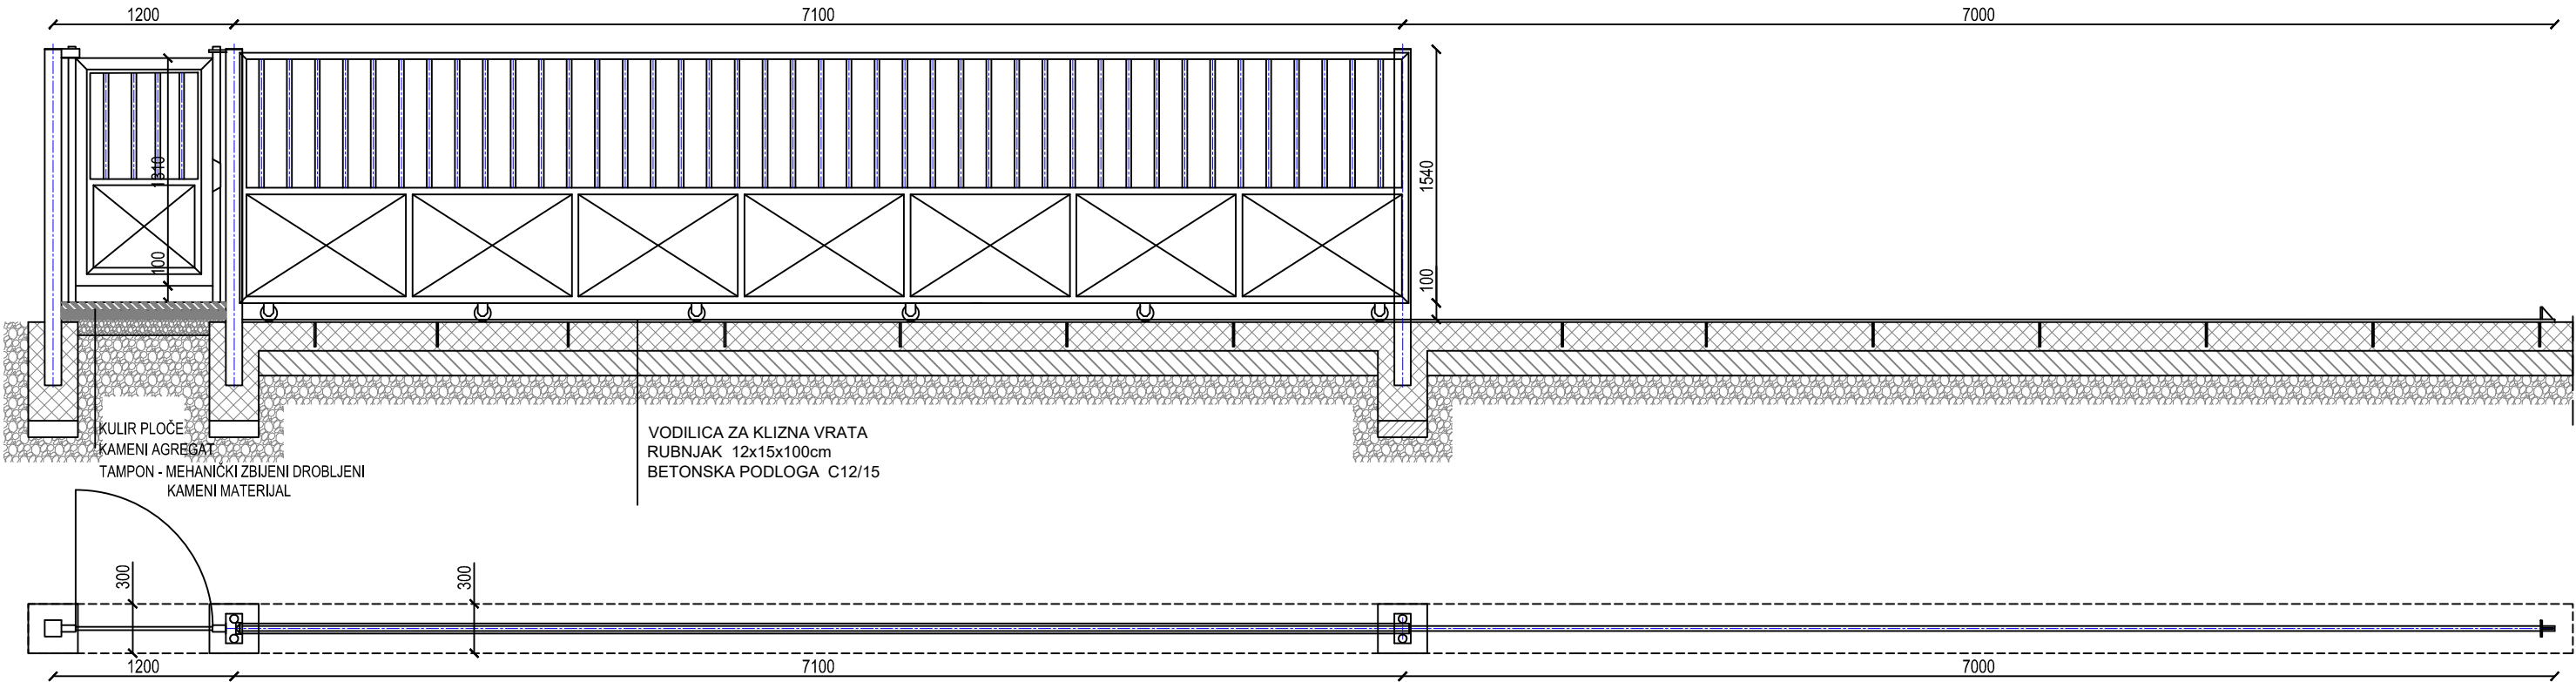 1200
7100
7000
1310
100
1540
100
KULIR PLOČE
KAMENI AGREGAT
TAMPON - MEHANIČKI ZBIJENI DROBLJENI
KAMENI MATERIJAL
VODILICA ZA KLIZNA VRATA
RUBNJAK 12x15x100cm
BETONSKA PODLOGA C12/15
300
300
1200
7100
7000